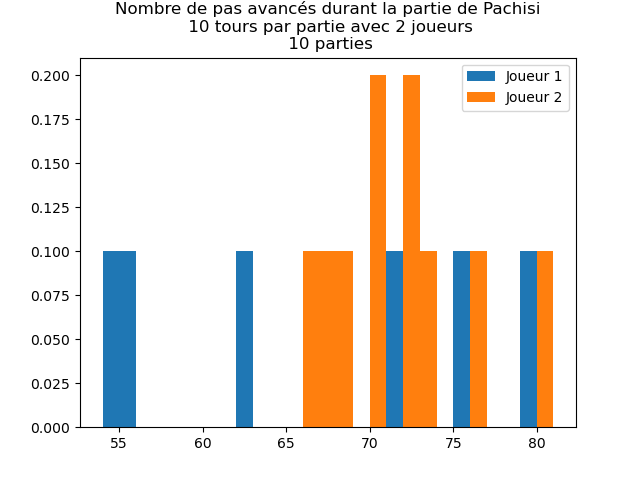 Nombre de pas avancés durant la partie de Pachisi
10 tours par partie avec 2 joueurs
10 parties
Joueur 1
Joueur 2
0.200
0.175
0.150
0.125
0.100
0.075
0.050
0.025
0.000
55 60 65 70 75 80